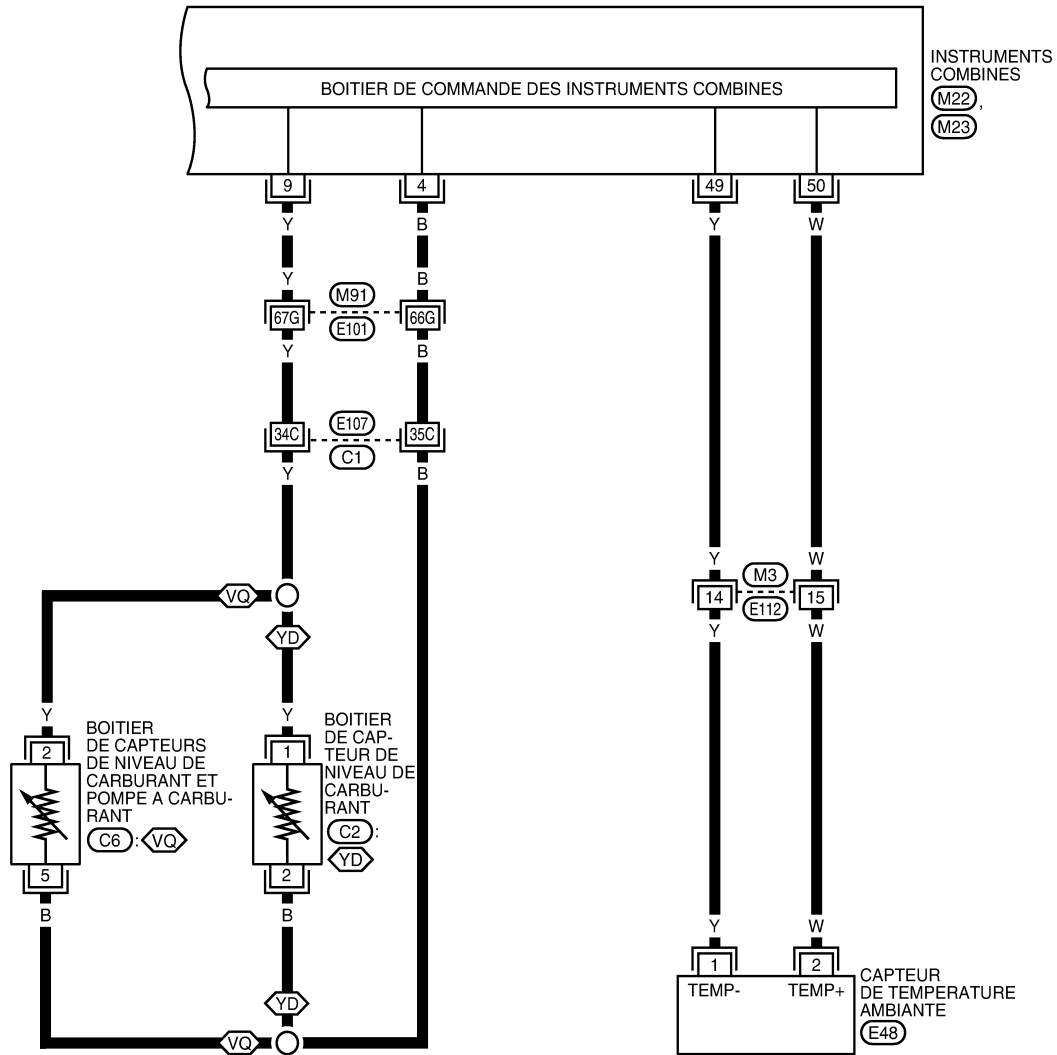 INSTRUMENTS
COMBINES
M22,
M23
BOITIER DE COMMANDE DES INSTRUMENTS COMBINES
9 4 49 50
Y B Y W
Y B
M91
67G 66G
E101
Y B
E107
34C 35C
C1
Y B
Y W
M3
14 15
E112
Y W
VQ
YD
Y Y
BOITIER
DE CAPTEURS
DE NIVEAU DE
CARBURANT ET
POMPE A CARBU-
RANT
C6 : VQ
2
5
B
BOITIER
DE CAP-
TEUR DE
NIVEAU DE
CARBU-
RANT
C2 :
YD
1
2
B
YD
VQ
Y W
1 2
TEMP- TEMP+
CAPTEUR
DE TEMPERATURE
AMBIANTE
E48